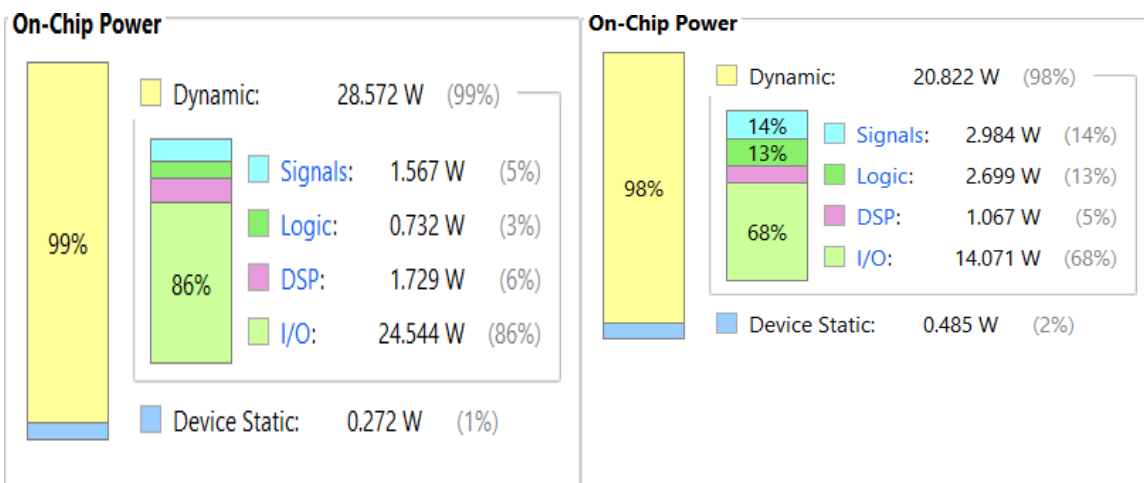 On-Chip Power
Dynamic: 28.572 W (99%)
Signals: 1.567 W (5%)
Logic: 0.732 W (3%)
99%
DSP: 1.729 W (6%)
86%
I/O: 24.544 W (86%)
Device Static: 0.272 W (1%)
On-Chip Power
Dynamic: 20.822 W (98%)
14%
Signals: 2.984 W (14%)
13%
Logic: 2.699 W (13%)
98%
DSP: 1.067 W (5%)
68%
I/O: 14.071 W (68%)
Device Static: 0.485 W (2%)